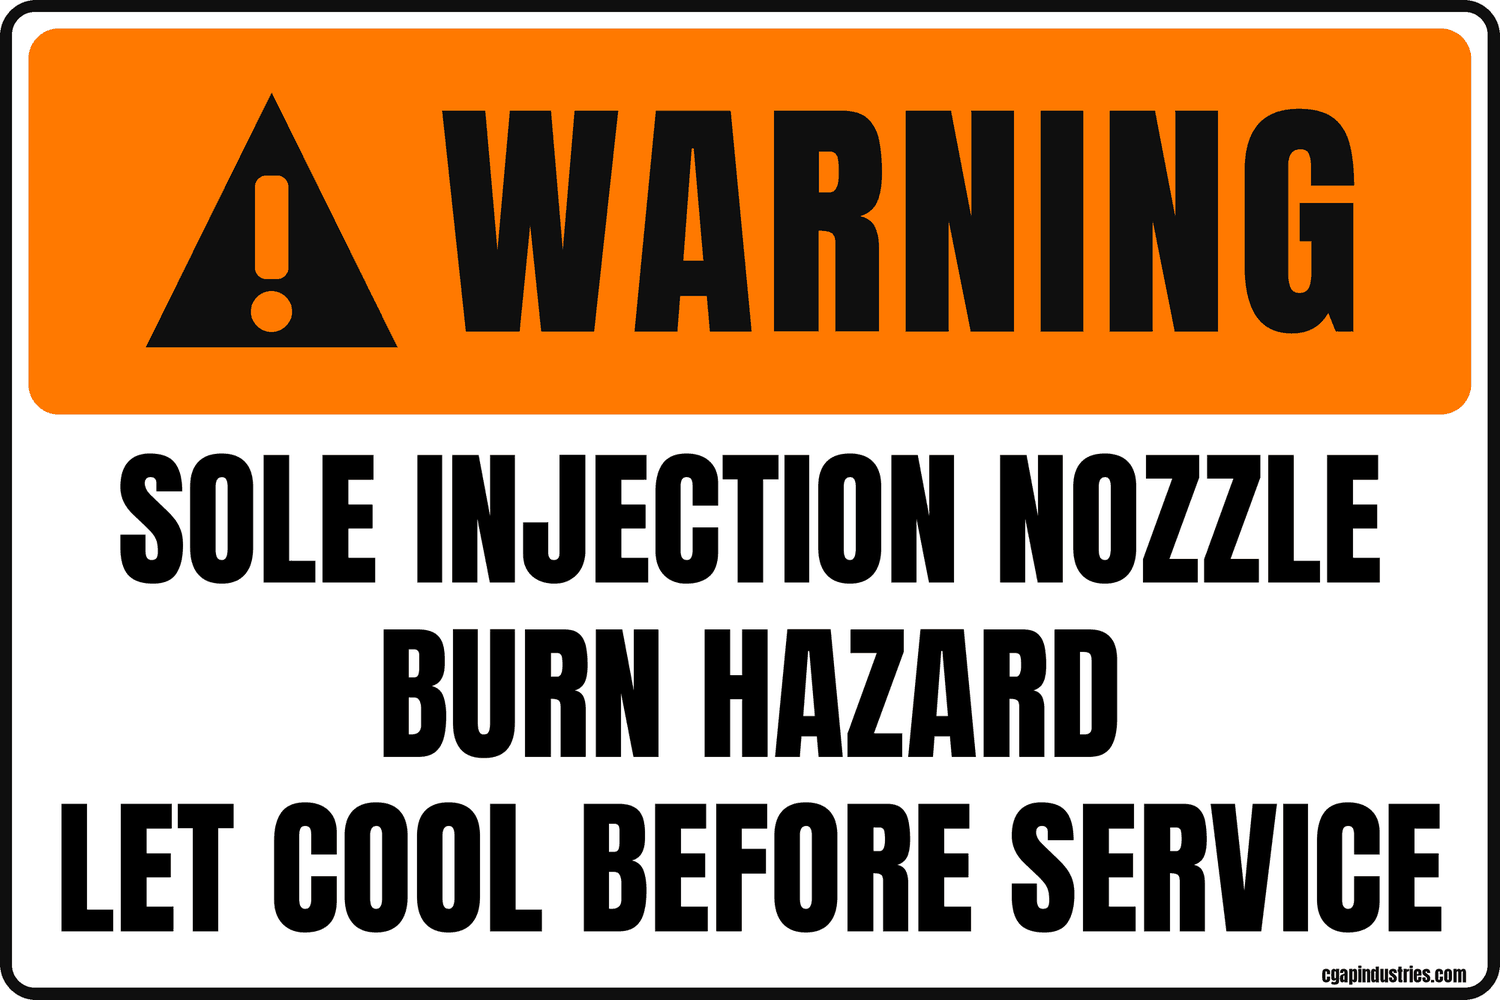 WARNING
SOLE INJECTION NOZZLE
BURN HAZARD
LET COOL BEFORE SERVICE
cgapindustries.com